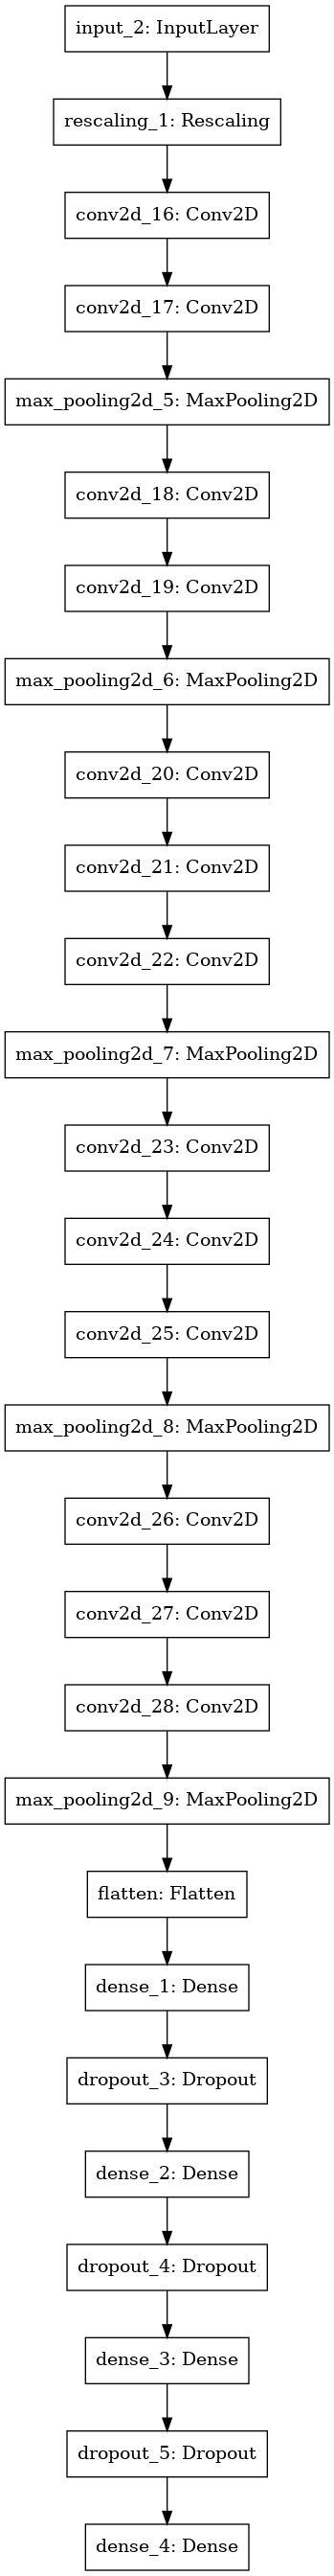 input_2: InputLayer
rescaling_1: Rescaling
conv2d_16: Conv2D
conv2d_17: Conv2D
max_pooling2d_5: MaxPooling2D
conv2d_18: Conv2D
conv2d_19: Conv2D
max_pooling2d_6: MaxPooling2D
conv2d_20: Conv2D
conv2d_21: Conv2D
conv2d_22: Conv2D
max_pooling2d_7: MaxPooling2D
conv2d_23: Conv2D
conv2d_24: Conv2D
conv2d_25: Conv2D
max_pooling2d_8: MaxPooling2D
conv2d_26: Conv2D
conv2d_27: Conv2D
conv2d_28: Conv2D
max_pooling2d_9: MaxPooling2D
flatten: Flatten
dense_1: Dense
dropout_3: Dropout
dense_2: Dense
dropout_4: Dropout
dense_3: Dense
dropout_5: Dropout
dense_4: Dense